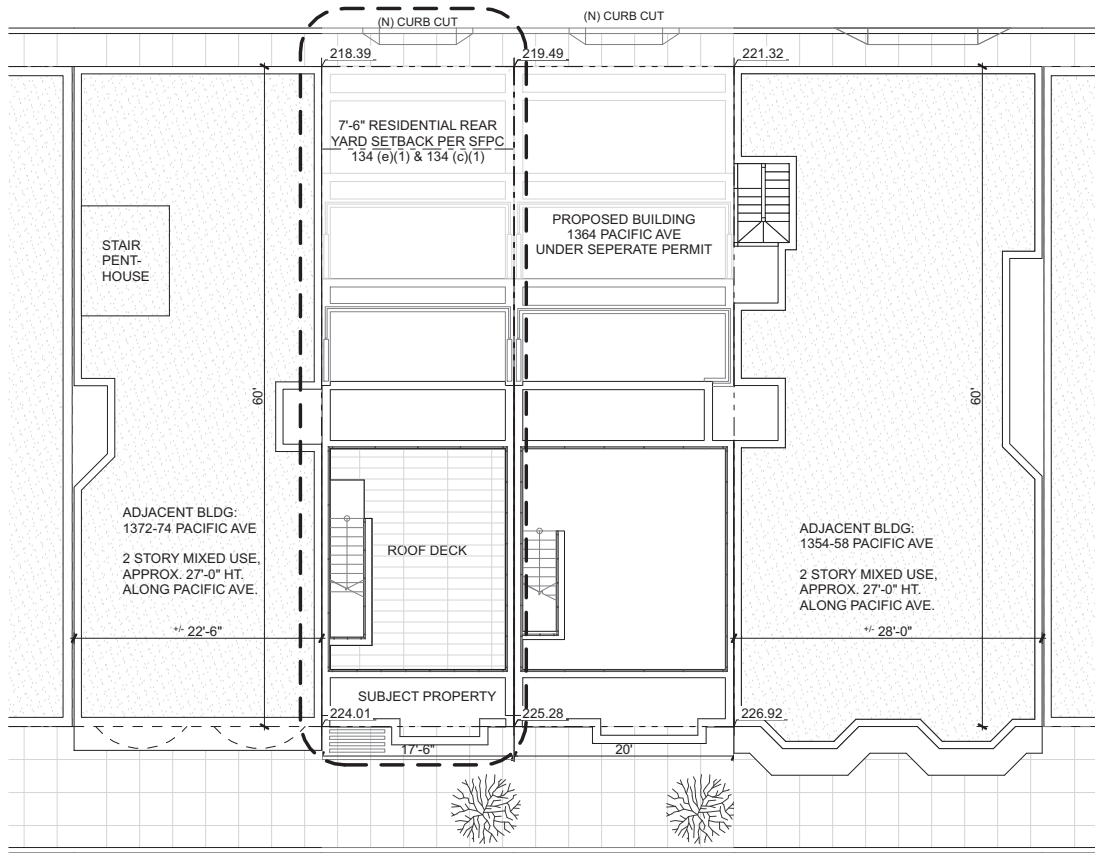 (N) CURB CUT
(N) CURB CUT
218.39
219.49
221.32
7'-6" RESIDENTIAL REAR
YARD SETBACK PER SFPC
134 (e)(1) & 134 (c)(1)
STAIR
PENT-
HOUSE
PROPOSED BUILDING
1364 PACIFIC AVE
UNDER SEPERATE PERMIT
60'
60'
ADJACENT BLDG:
1372-74 PACIFIC AVE
2 STORY MIXED USE,
APPROX. 27'-0" HT.
ALONG PACIFIC AVE.
ROOF DECK
ADJACENT BLDG:
1354-58 PACIFIC AVE
2 STORY MIXED USE,
APPROX. 27'-0" HT.
ALONG PACIFIC AVE.
+/- 22'-6"
+/- 28'-0"
SUBJECT PROPERTY
224.01
225.28
226.92
17'-6"
20'